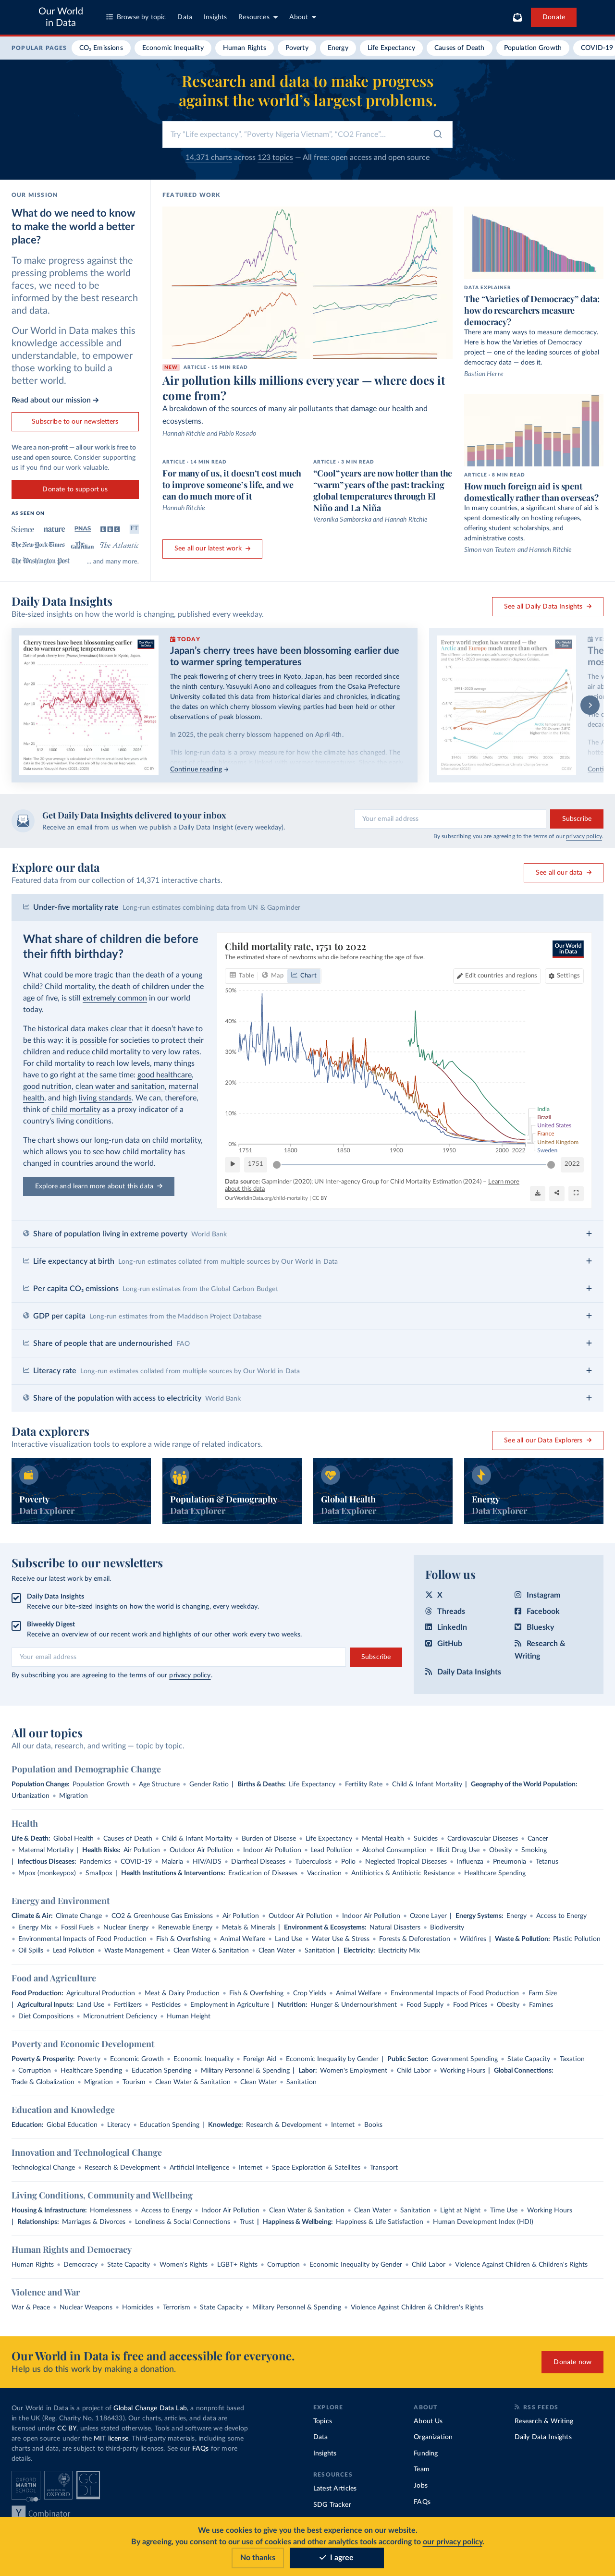 Our World in Data
Browse by topic
Data
Insights
Resources
About
Donate
POPULAR PAGES
CO₂ Emissions
Economic Inequality
Human Rights
Poverty
Energy
Life Expectancy
Causes of Death
Population Growth
COVID-19
Research and data to make progress
against the world's largest problems.
Try "Life expectancy", "Poverty Nigeria Vietnam", "CO2 France"...
14,371 charts across 123 topics — All free: open access and open source
OUR MISSION
What do we need to know
to make the world a better
place?
To make progress against the
pressing problems the world
faces, we need to be
informed by the best research
and data.
Our World in Data makes this
knowledge accessible and
understandable, to empower
those working to build a
better world.
Read about our mission →
Subscribe to our newsletters
We are a non-profit — all our work is free to
use and open source. Consider supporting
us if you find our work valuable.
Donate to support us
AS SEEN ON
Science
nature
PNAS
BBC
FT
The New York Times
The Guardian
The Atlantic
The Washington Post
... and many more.
FEATURED WORK
NEW ARTICLE · 15 MIN READ
Air pollution kills millions every year — where does it
come from?
A breakdown of the sources of many air pollutants that damage our health and
ecosystems.
Hannah Ritchie and Pablo Rosado
ARTICLE · 14 MIN READ
For many of us, it doesn't cost much
to improve someone's life, and we
can do much more of it
Hannah Ritchie
ARTICLE · 3 MIN READ
"Cool" years are now hotter than the
"warm" years of the past: tracking
global temperatures through El
Niño and La Niña
Veronika Samborska and Hannah Ritchie
See all our latest work →
DATA EXPLAINER
The "Varieties of Democracy" data:
how do researchers measure
democracy?
There are many ways to measure democracy.
Here is how the Varieties of Democracy
project — one of the leading sources of global
democracy data — does it.
Bastian Herre
ARTICLE · 8 MIN READ
How much foreign aid is spent
domestically rather than overseas?
In many countries, a significant share of aid is
spent domestically on hosting refugees,
offering student scholarships, and
administrative costs.
Simon van Teutem and Hannah Ritchie
Daily Data Insights
Bite-sized insights on how the world is changing, published every weekday.
See all Daily Data Insights →
Cherry trees have been blossoming earlier
due to warmer spring temperatures
TODAY
Japan's cherry trees have been blossoming earlier due
to warmer spring temperatures
The peak flowering of cherry trees in Kyoto, Japan, has been recorded since
the ninth century. Yasuyuki Aono and colleagues from the Osaka Prefecture
University collated this data from historical diaries and chronicles, indicating
the dates on which cherry blossom viewing parties had been held or other
observations of peak blossom.
In 2025, the peak cherry blossom happened on April 4th.
This long-run data is a proxy measure for how the climate has changed. The
Continue reading →
Every world region has warmed — the
Arctic and Europe much more than others
Get Daily Data Insights delivered to your inbox
Receive an email from us when we publish a Daily Data Insight (every weekday).
Your email address
Subscribe
By subscribing you are agreeing to the terms of our privacy policy.
Explore our data
Featured data from our collection of 14,371 interactive charts.
See all our data →
Under-five mortality rate Long-run estimates combining data from UN & Gapminder
What share of children die before
their fifth birthday?
What could be more tragic than the death of a young
child? Child mortality, the death of children under the
age of five, is still extremely common in our world
today.
The historical data makes clear that it doesn't have to
be this way: it is possible for societies to protect their
children and reduce child mortality to very low rates.
For child mortality to reach low levels, many things
have to go right at the same time: good healthcare,
good nutrition, clean water and sanitation, maternal
health, and high living standards. We can, therefore,
think of child mortality as a proxy indicator of a
country's living conditions.
The chart shows our long-run data on child mortality,
which allows you to see how child mortality has
changed in countries around the world.
Explore and learn more about this data →
Child mortality rate, 1751 to 2022
The estimated share of newborns who die before reaching the age of five.
Our World in Data
Table
Map
Chart
Edit countries and regions
Settings
50%
40%
30%
20%
10%
0%
1751
1800
1850
1900
1950
2000
2022
India
Brazil
United States
France
United Kingdom
Sweden
1751
2022
Data source: Gapminder (2020); UN Inter-agency Group for Child Mortality Estimation (2024) – Learn more
about this data
OurWorldinData.org/child-mortality | CC BY
Share of population living in extreme poverty World Bank
Life expectancy at birth Long-run estimates collated from multiple sources by Our World in Data
Per capita CO₂ emissions Long-run estimates from the Global Carbon Budget
GDP per capita Long-run estimates from the Maddison Project Database
Share of people that are undernourished FAO
Literacy rate Long-run estimates collated from multiple sources by Our World in Data
Share of the population with access to electricity World Bank
Data explorers
Interactive visualization tools to explore a wide range of related indicators.
See all our Data Explorers →
Poverty
Data Explorer
Population & Demography
Data Explorer
Global Health
Data Explorer
Energy
Data Explorer
Subscribe to our newsletters
Receive our latest work by email.
Daily Data Insights
Receive our bite-sized insights on how the world is changing, every weekday.
Biweekly Digest
Receive an overview of our recent work and highlights of our other work every two weeks.
Your email address
Subscribe
By subscribing you are agreeing to the terms of our privacy policy.
Follow us
X
Instagram
Threads
Facebook
LinkedIn
Bluesky
GitHub
Research &
Writing
Daily Data Insights
All our topics
All our data, research, and writing — topic by topic.
Population and Demographic Change
Population Change: Population Growth • Age Structure • Gender Ratio | Births & Deaths: Life Expectancy • Fertility Rate • Child & Infant Mortality | Geography of the World Population:
Urbanization • Migration
Health
Life & Death: Global Health • Causes of Death • Child & Infant Mortality • Burden of Disease • Life Expectancy • Mental Health • Suicides • Cardiovascular Diseases • Cancer
• Maternal Mortality | Health Risks: Air Pollution • Outdoor Air Pollution • Indoor Air Pollution • Lead Pollution • Alcohol Consumption • Illicit Drug Use • Obesity • Smoking
| Infectious Diseases: Pandemics • COVID-19 • Malaria • HIV/AIDS • Diarrheal Diseases • Tuberculosis • Polio • Neglected Tropical Diseases • Influenza • Pneumonia • Tetanus
• Mpox (monkeypox) • Smallpox | Health Institutions & Interventions: Eradication of Diseases • Vaccination • Antibiotics & Antibiotic Resistance • Healthcare Spending
Energy and Environment
Climate & Air: Climate Change • CO2 & Greenhouse Gas Emissions • Air Pollution • Outdoor Air Pollution • Indoor Air Pollution • Ozone Layer | Energy Systems: Energy • Access to Energy
• Energy Mix • Fossil Fuels • Nuclear Energy • Renewable Energy • Metals & Minerals | Environment & Ecosystems: Natural Disasters • Biodiversity
• Environmental Impacts of Food Production • Fish & Overfishing • Animal Welfare • Land Use • Water Use & Stress • Forests & Deforestation • Wildfires | Waste & Pollution: Plastic Pollution
• Oil Spills • Lead Pollution • Waste Management • Clean Water & Sanitation • Clean Water • Sanitation | Electricity: Electricity Mix
Food and Agriculture
Food Production: Agricultural Production • Meat & Dairy Production • Fish & Overfishing • Crop Yields • Animal Welfare • Environmental Impacts of Food Production • Farm Size
| Agricultural Inputs: Land Use • Fertilizers • Pesticides • Employment in Agriculture | Nutrition: Hunger & Undernourishment • Food Supply • Food Prices • Obesity • Famines
• Diet Compositions • Micronutrient Deficiency • Human Height
Poverty and Economic Development
Poverty & Prosperity: Poverty • Economic Growth • Economic Inequality • Foreign Aid • Economic Inequality by Gender | Public Sector: Government Spending • State Capacity • Taxation
• Corruption • Healthcare Spending • Education Spending • Military Personnel & Spending | Labor: Women's Employment • Child Labor • Working Hours | Global Connections:
Trade & Globalization • Migration • Tourism • Clean Water & Sanitation • Clean Water • Sanitation
Education and Knowledge
Education: Global Education • Literacy • Education Spending | Knowledge: Research & Development • Internet • Books
Innovation and Technological Change
Technological Change • Research & Development • Artificial Intelligence • Internet • Space Exploration & Satellites • Transport
Living Conditions, Community and Wellbeing
Housing & Infrastructure: Homelessness • Access to Energy • Indoor Air Pollution • Clean Water & Sanitation • Clean Water • Sanitation • Light at Night • Time Use • Working Hours
| Relationships: Marriages & Divorces • Loneliness & Social Connections • Trust | Happiness & Wellbeing: Happiness & Life Satisfaction • Human Development Index (HDI)
Human Rights and Democracy
Human Rights • Democracy • State Capacity • Women's Rights • LGBT+ Rights • Corruption • Economic Inequality by Gender • Child Labor • Violence Against Children & Children's Rights
Violence and War
War & Peace • Nuclear Weapons • Homicides • Terrorism • State Capacity • Military Personnel & Spending • Violence Against Children & Children's Rights
Our World in Data is free and accessible for everyone.
Help us do this work by making a donation.
Donate now
Our World in Data is a project of Global Change Data Lab, a nonprofit based
in the UK (Reg. Charity No. 1186433). Our charts, articles, and data are
licensed under CC BY, unless stated otherwise. Tools and software we develop
are open source under the MIT license. Third-party materials, including some
charts and data, are subject to third-party licenses. See our FAQs for more
details.
OXFORD MARTIN SCHOOL
UNIVERSITY OF OXFORD
GCDL
Y Combinator
EXPLORE
Topics
Data
Insights
RESOURCES
Latest Articles
SDG Tracker
ABOUT
About Us
Organization
Funding
Team
Jobs
FAQs
RSS FEEDS
Research & Writing
Daily Data Insights
We use cookies to give you the best experience on our website.
By agreeing, you consent to our use of cookies and other analytics tools according to our privacy policy.
No thanks
I agree